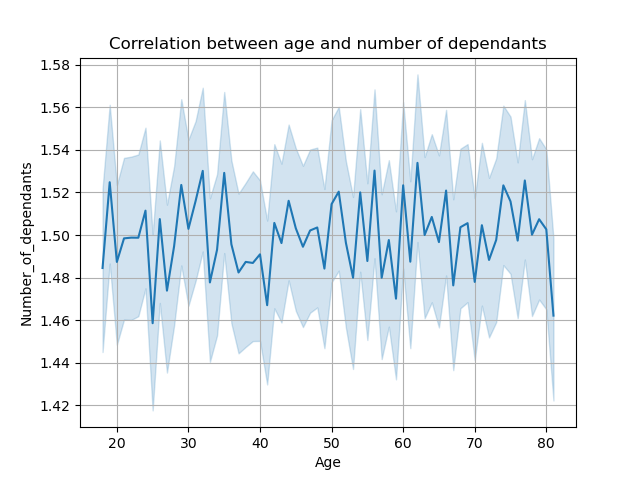 Correlation between age and number of dependants
1.58
1.56
1.54
1.52
1.50
1.48
1.46
1.44
1.42
Number_of_dependants
20 30 40 50 60 70 80
Age